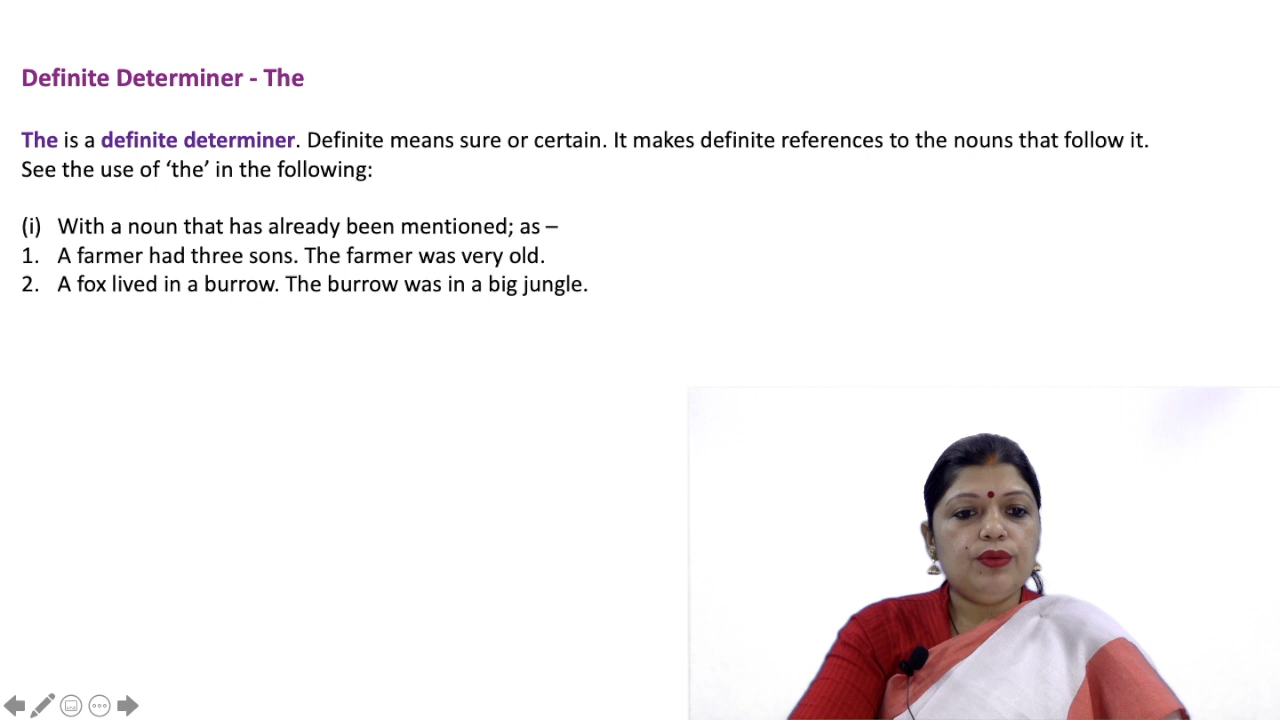 Definite Determiner - The
The is a definite determiner. Definite means sure or certain. It makes definite references to the nouns that follow it.
See the use of ‘the’ in the following:
(i) With a noun that has already been mentioned; as –
1. A farmer had three sons. The farmer was very old.
2. A fox lived in a burrow. The burrow was in a big jungle.